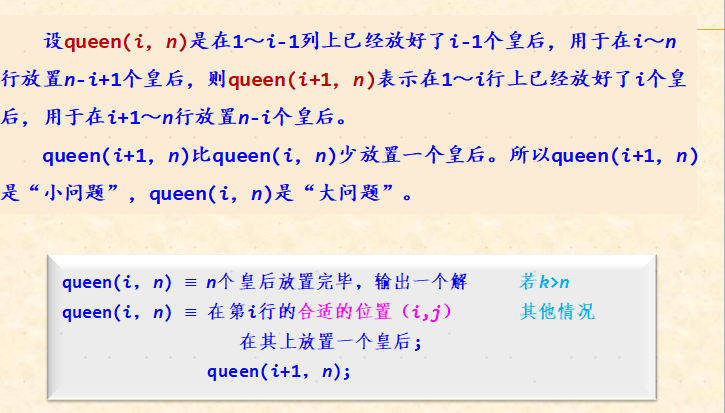 设queen(i, n)是在1～i-1列上已经放好了i-1个皇后，用于在i～n
行放置n-i+1个皇后，则queen(i+1, n)表示在1～i行上已经放好了i个皇
后，用于在i+1～n行放置n-i个皇后。
queen(i+1, n)比queen(i, n)少放置一个皇后。所以queen(i+1, n)
是“小问题”，queen(i, n)是“大问题”。
queen(i, n) ≡ n个皇后放置完毕，输出一个解 若k>n
queen(i, n) ≡ 在第i行的合适的位置（i,j） 其他情况
在其上放置一个皇后;
queen(i+1, n);